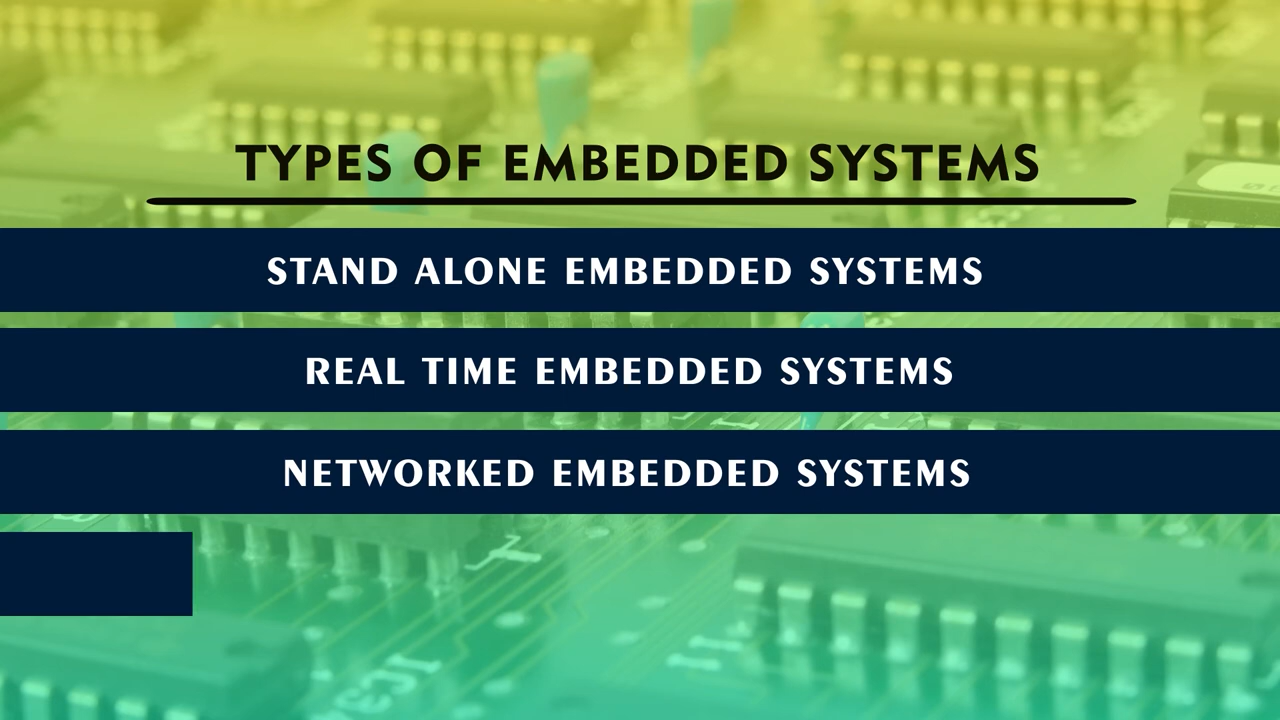 TYPES OF EMBEDDED SYSTEMS
STAND ALONE EMBEDDED SYSTEMS
REAL TIME EMBEDDED SYSTEMS
NETWORKED EMBEDDED SYSTEMS